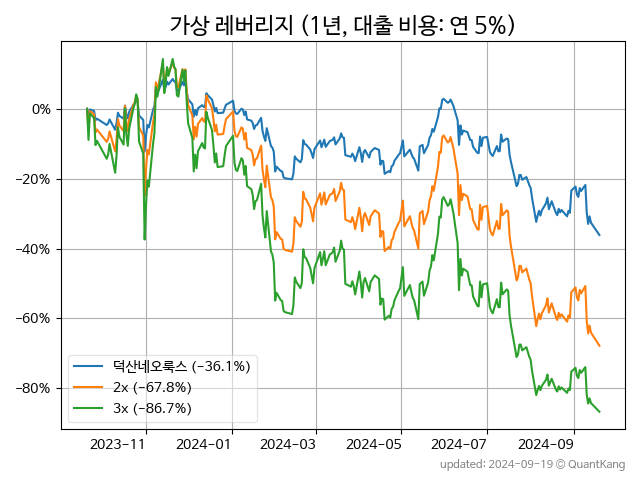 가상 레버리지 (1년, 대출 비용: 연 5%)
0%
−20%
−40%
−60%
−80%
덕산네오룩스 (−36.1%)
2x (−67.8%)
3x (−86.7%)
2023−11 2024−01 2024−03 2024−05 2024−07 2024−09
updated: 2024−09−19 © QuantKang